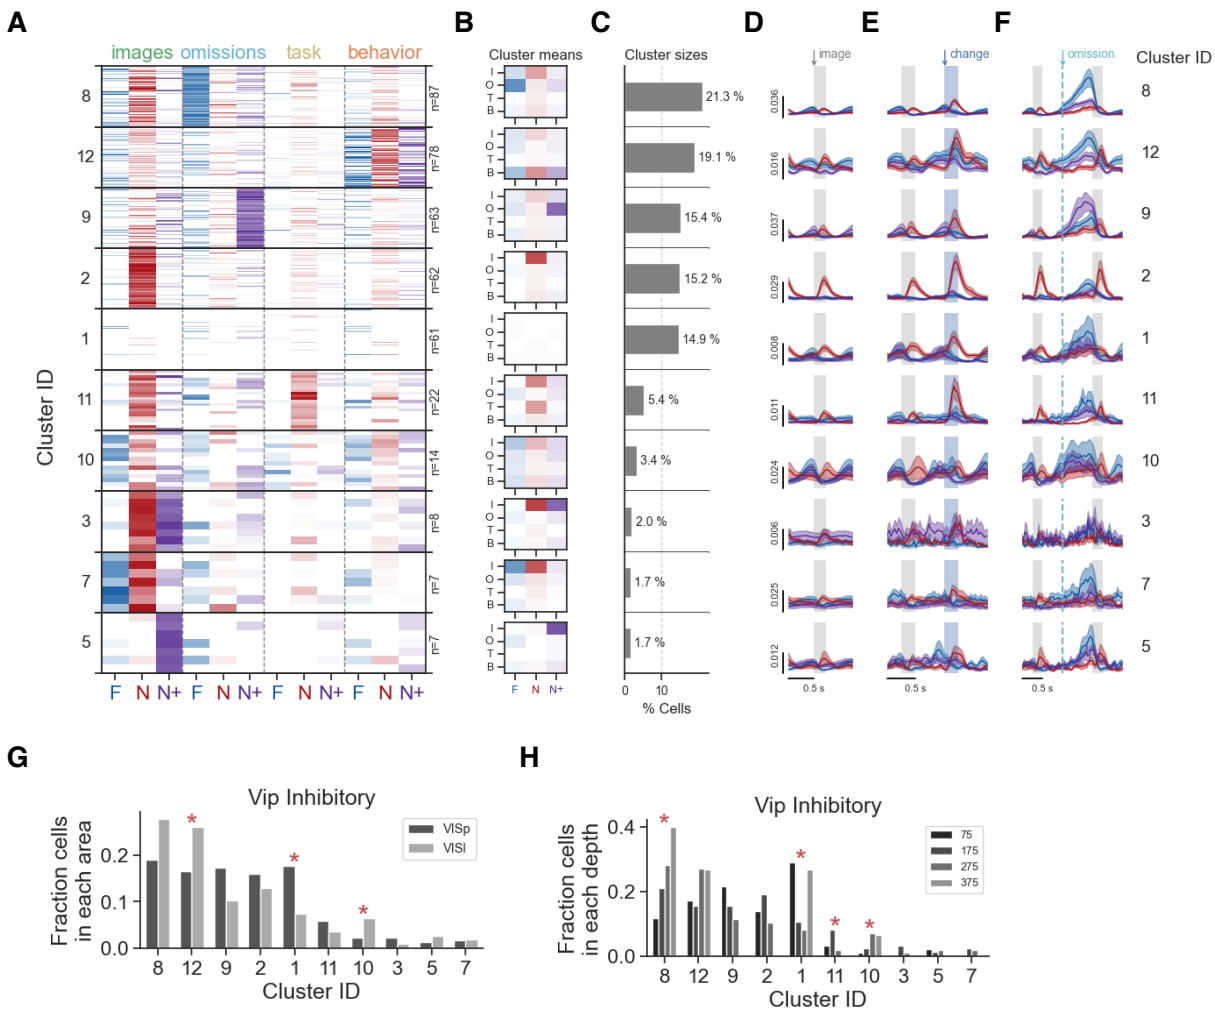 A
B
C
D
E
F
images omissions task behavior
Cluster means
Cluster sizes
image
change
omission
Cluster ID
Cluster ID
8
12
9
2
1
11
10
3
7
5
n=87
n=78
n=63
n=62
n=61
n=22
n=14
n=8
n=7
n=7
F N N+ F N N+ F N N+ F N N+
I
O
T
B
I
O
T
B
I
O
T
B
I
O
T
B
I
O
T
B
I
O
T
B
I
O
T
B
I
O
T
B
I
O
T
B
I
O
T
B
F N N+
21.3 %
19.1 %
15.4 %
15.2 %
14.9 %
5.4 %
3.4 %
2.0 %
1.7 %
1.7 %
0 10
% Cells
0.036
0.016
0.037
0.029
0.008
0.011
0.024
0.006
0.025
0.012
0.5 s
0.5 s
0.5 s
8
12
9
2
1
11
10
3
7
5
G
Vip Inhibitory
Fraction cells
in each area
0.2
0.1
0.0
*
*
*
VISp
VISl
8 12 9 2 1 11 10 3 5 7
Cluster ID
H
Vip Inhibitory
Fraction cells
in each depth
0.4
0.2
0.0
*
*
*
*
75
175
275
375
8 12 9 2 1 11 10 3 5 7
Cluster ID